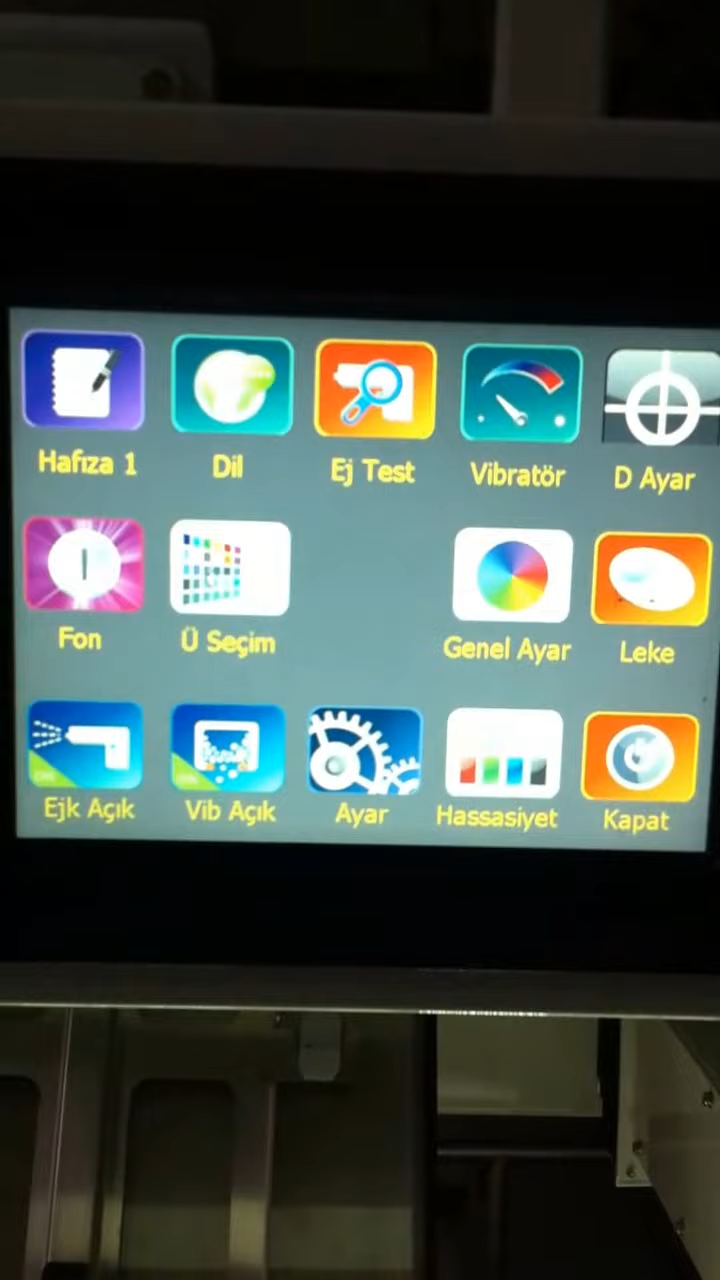 Hafıza 1
Dil
Ej Test
Vibratör
D Ayar
Fon
Ü Seçim
Genel Ayar
Leke
Ejk Açık
Vib Açık
Ayar
Hassasiyet
Kapat